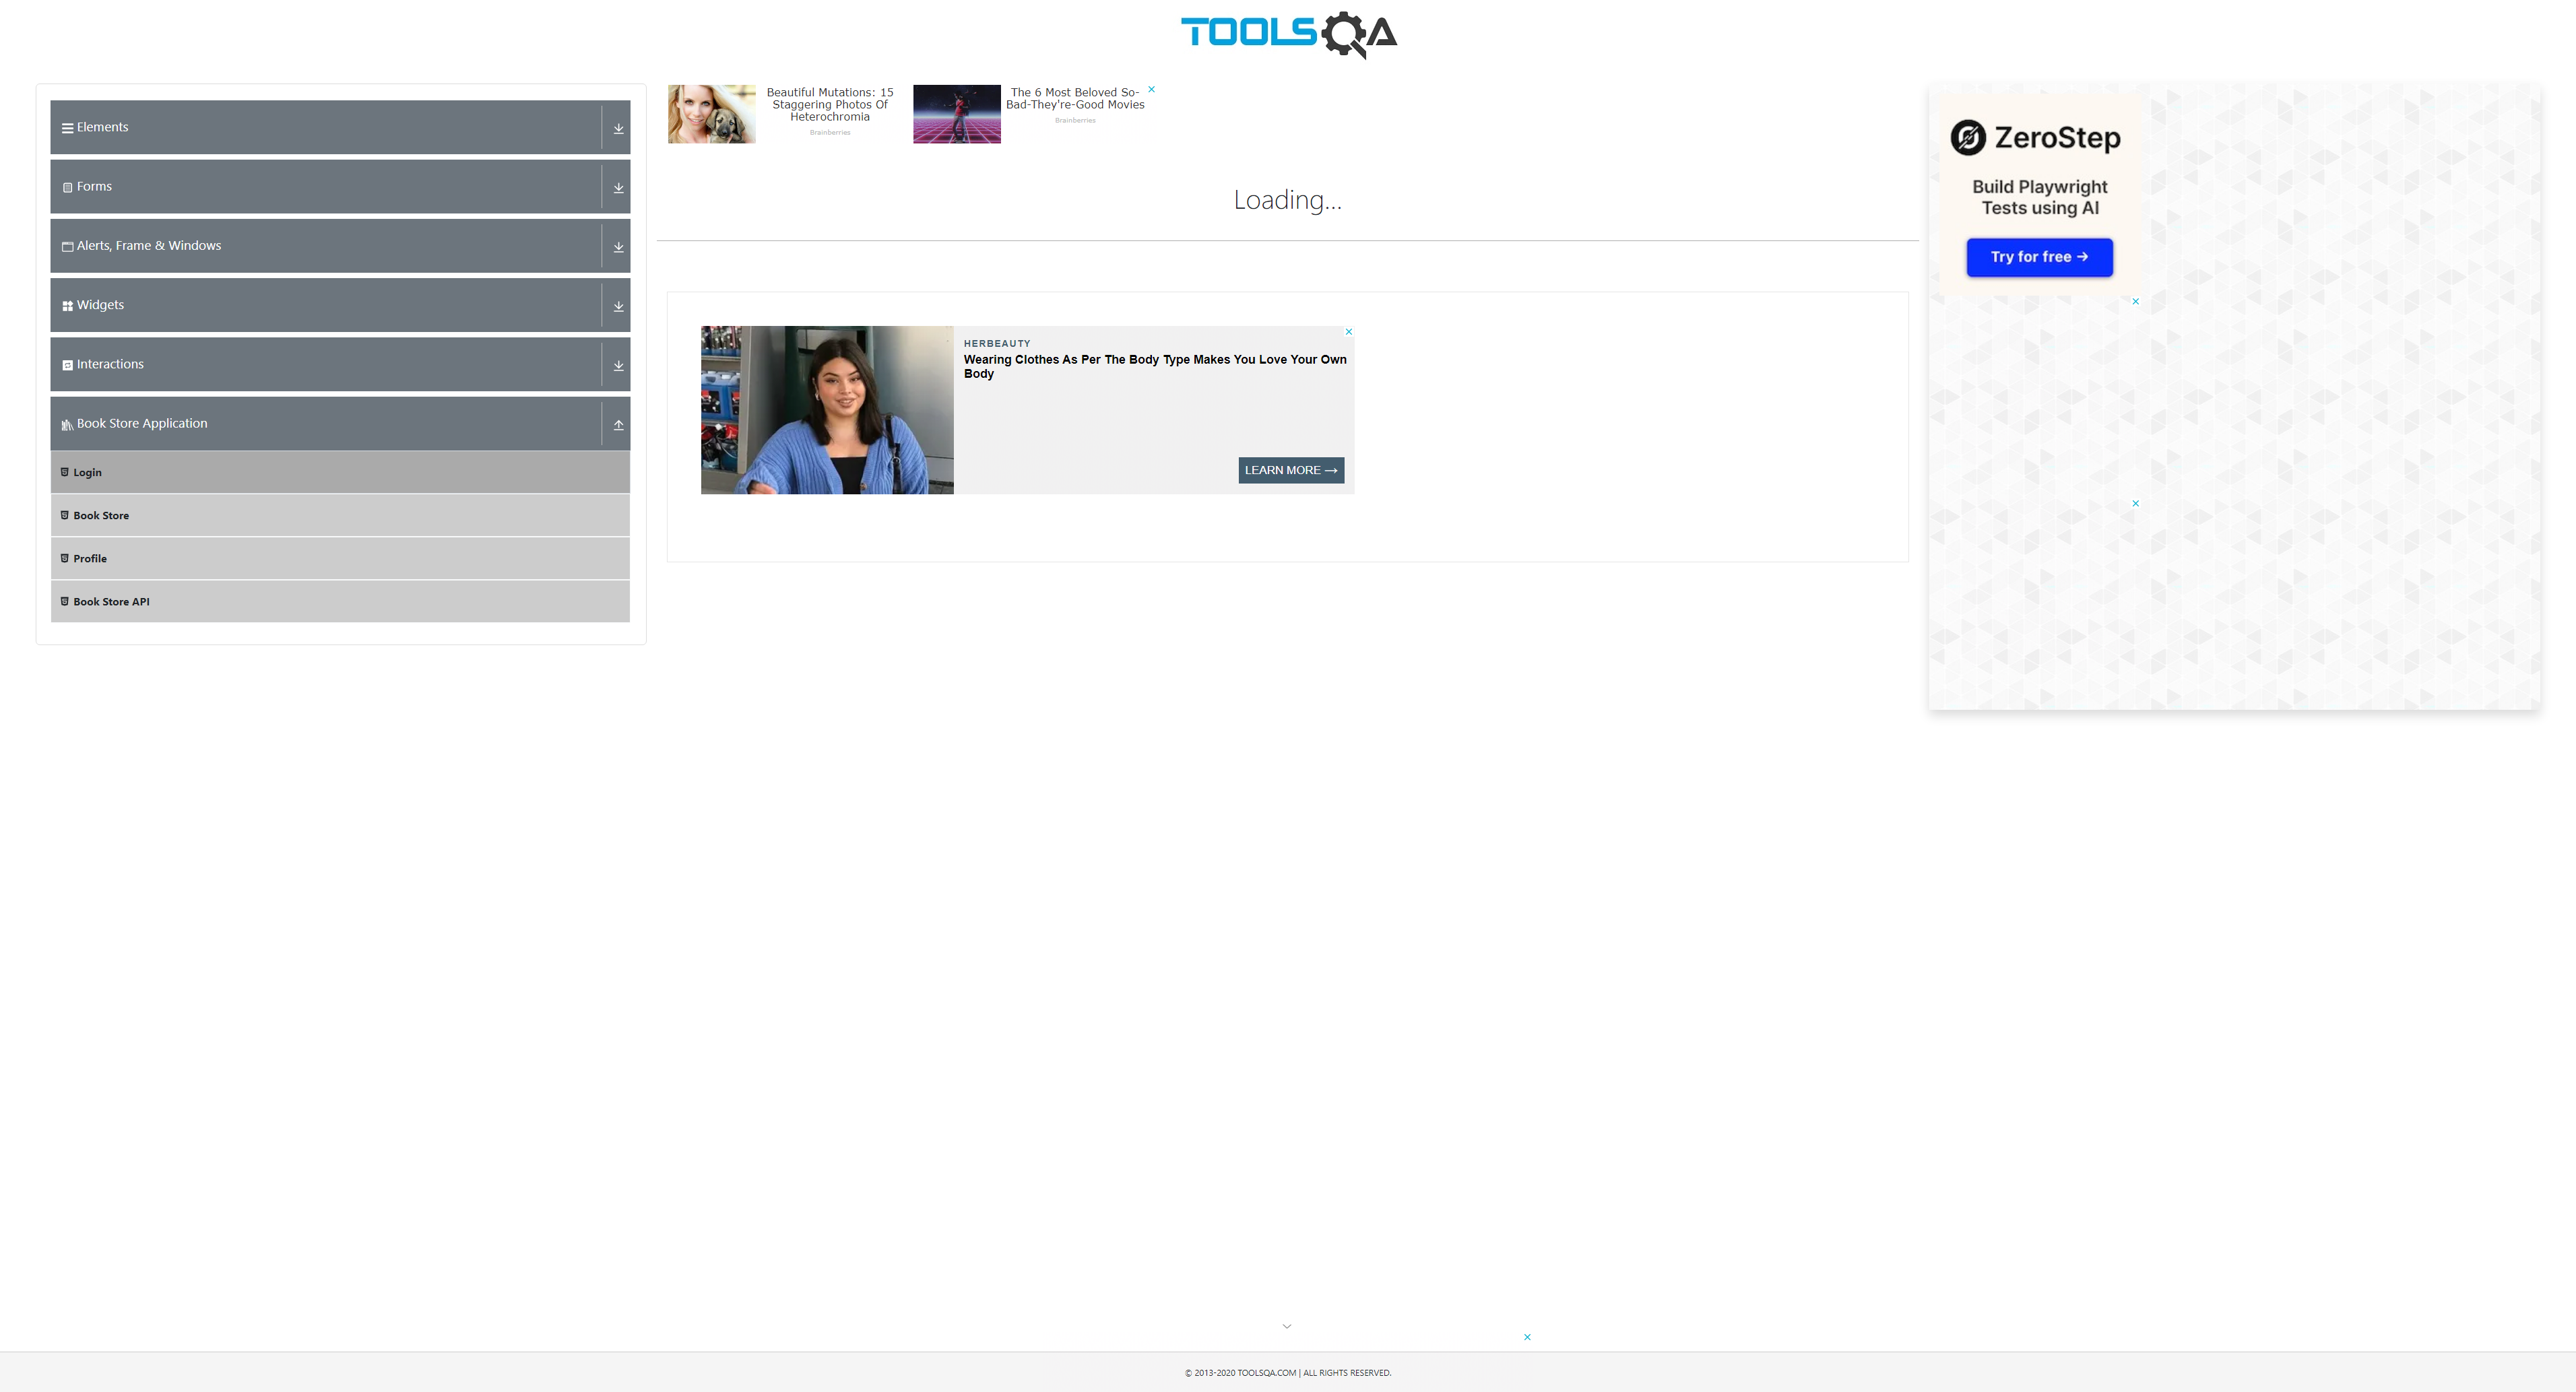 TOOLSQA
Elements
Forms
Alerts, Frame & Windows
Widgets
Interactions
Book Store Application
Login
Book Store
Profile
Book Store API
Beautiful Mutations: 15
Staggering Photos Of
Heterochromia
Brainberries
The 6 Most Beloved So-
Bad-They're-Good Movies
Brainberries
Loading...
HERBEAUTY
Wearing Clothes As Per The Body Type Makes You Love Your Own
Body
LEARN MORE →
ZeroStep
Build Playwright
Tests using AI
Try for free →
© 2013-2020 TOOLSQA.COM | ALL RIGHTS RESERVED.